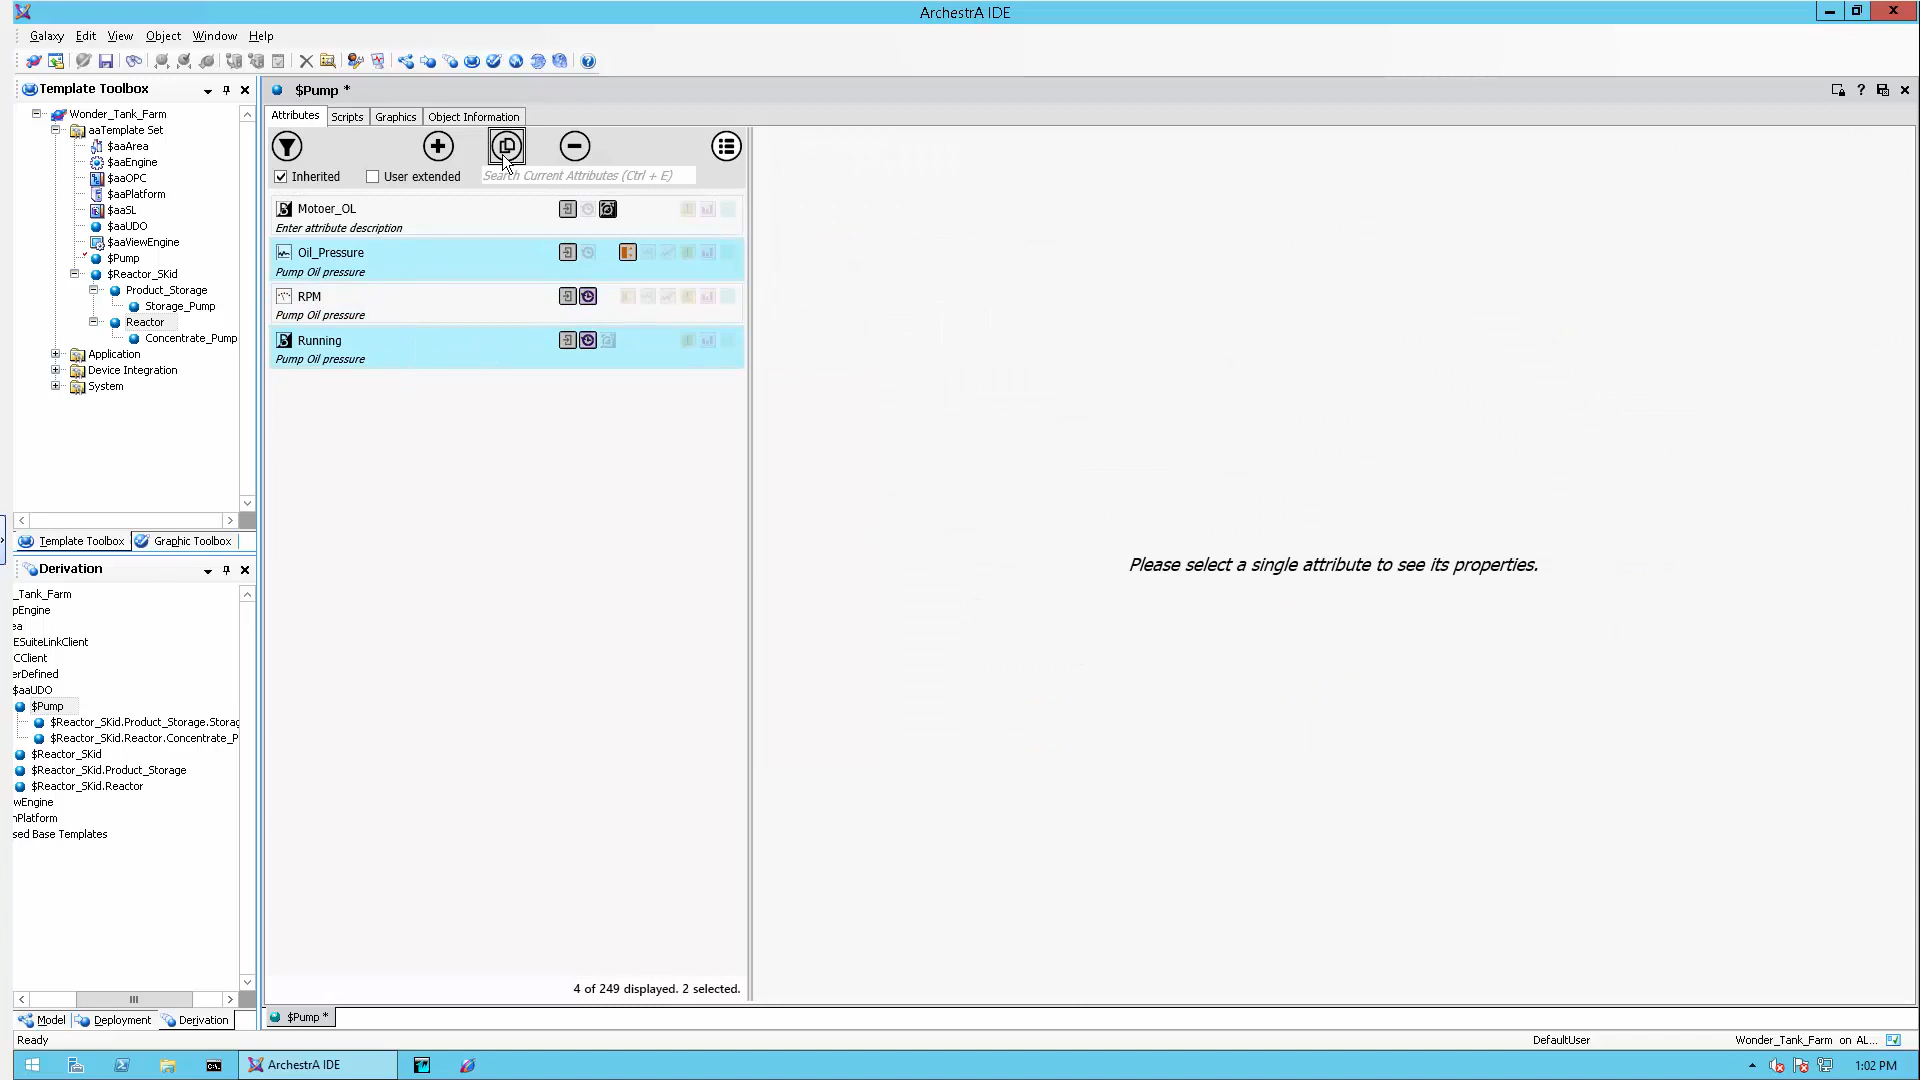 ArchestrA IDE
Galaxy Edit View Object Window Help
Template Toolbox
Wonder_Tank_Farm
aaTemplate Set
$aaArea
$aaEngine
$aaOPC
$aaPlatform
$aaSL
$aaUDO
$aaViewEngine
$Pump
$Reactor_SKid
Product_Storage
Storage_Pump
Reactor
Concentrate_Pump
Application
Device Integration
System
Template Toolbox Graphic Toolbox
Derivation
_Tank_Farm
pEngine
ea
ESuiteLinkClient
CClient
erDefined
$aaUDO
$Pump
$Reactor_SKid.Product_Storage.Storag
$Reactor_SKid.Reactor.Concentrate_P
$Reactor_SKid
$Reactor_SKid.Product_Storage
$Reactor_SKid.Reactor
wEngine
nPlatform
sed Base Templates
Model Deployment Derivation
$Pump *
Attributes Scripts Graphics Object Information
Inherited User extended Search Current Attributes (Ctrl + E)
Motoer_OL
Enter attribute description
Oil_Pressure
Pump Oil pressure
RPM
Pump Oil pressure
Running
Pump Oil pressure
4 of 249 displayed. 2 selected.
Please select a single attribute to see its properties.
$Pump *
Ready DefaultUser Wonder_Tank_Farm on AL...
ArchestrA IDE 1:02 PM